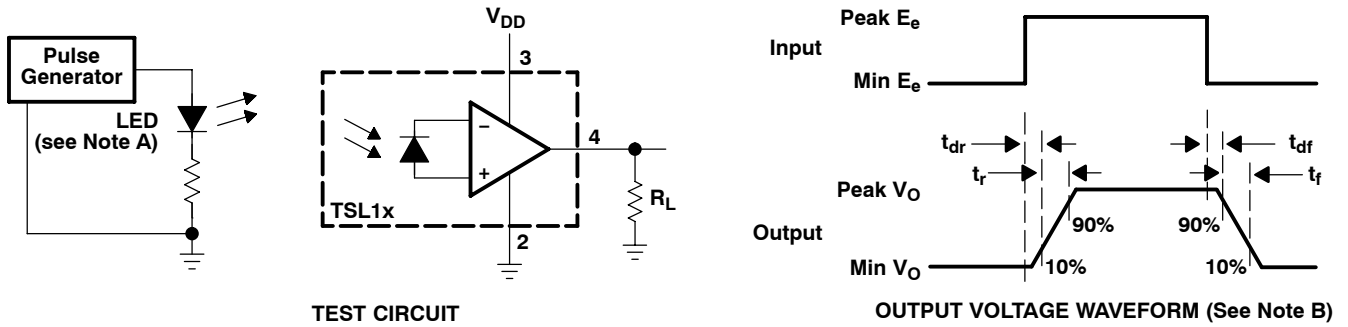 Pulse
Generator
LED
(see Note A)
VDD
3
−
+
4
TSL1x
2
RL
TEST CIRCUIT
Input
Peak Ee
Min Ee
tdr
tdf
tr
tf
Peak VO
Output
90%
90%
Min VO
10%
10%
OUTPUT VOLTAGE WAVEFORM (See Note B)